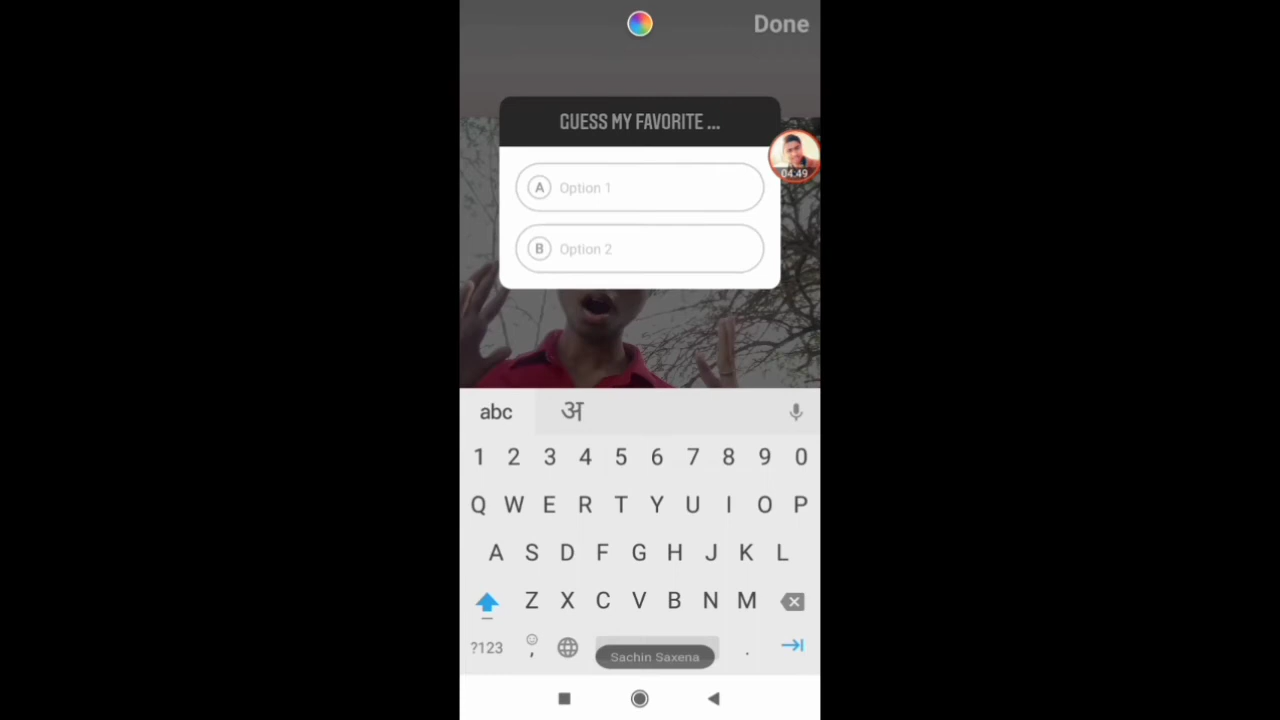 Done
GUESS MY FAVORITE ...
04:49
A Option 1
B Option 2
abc अ
1 2 3 4 5 6 7 8 9 0
Q W E R T Y U I O P
A S D F G H J K L
Z X C V B N M
?123 , .
Sachin Saxena